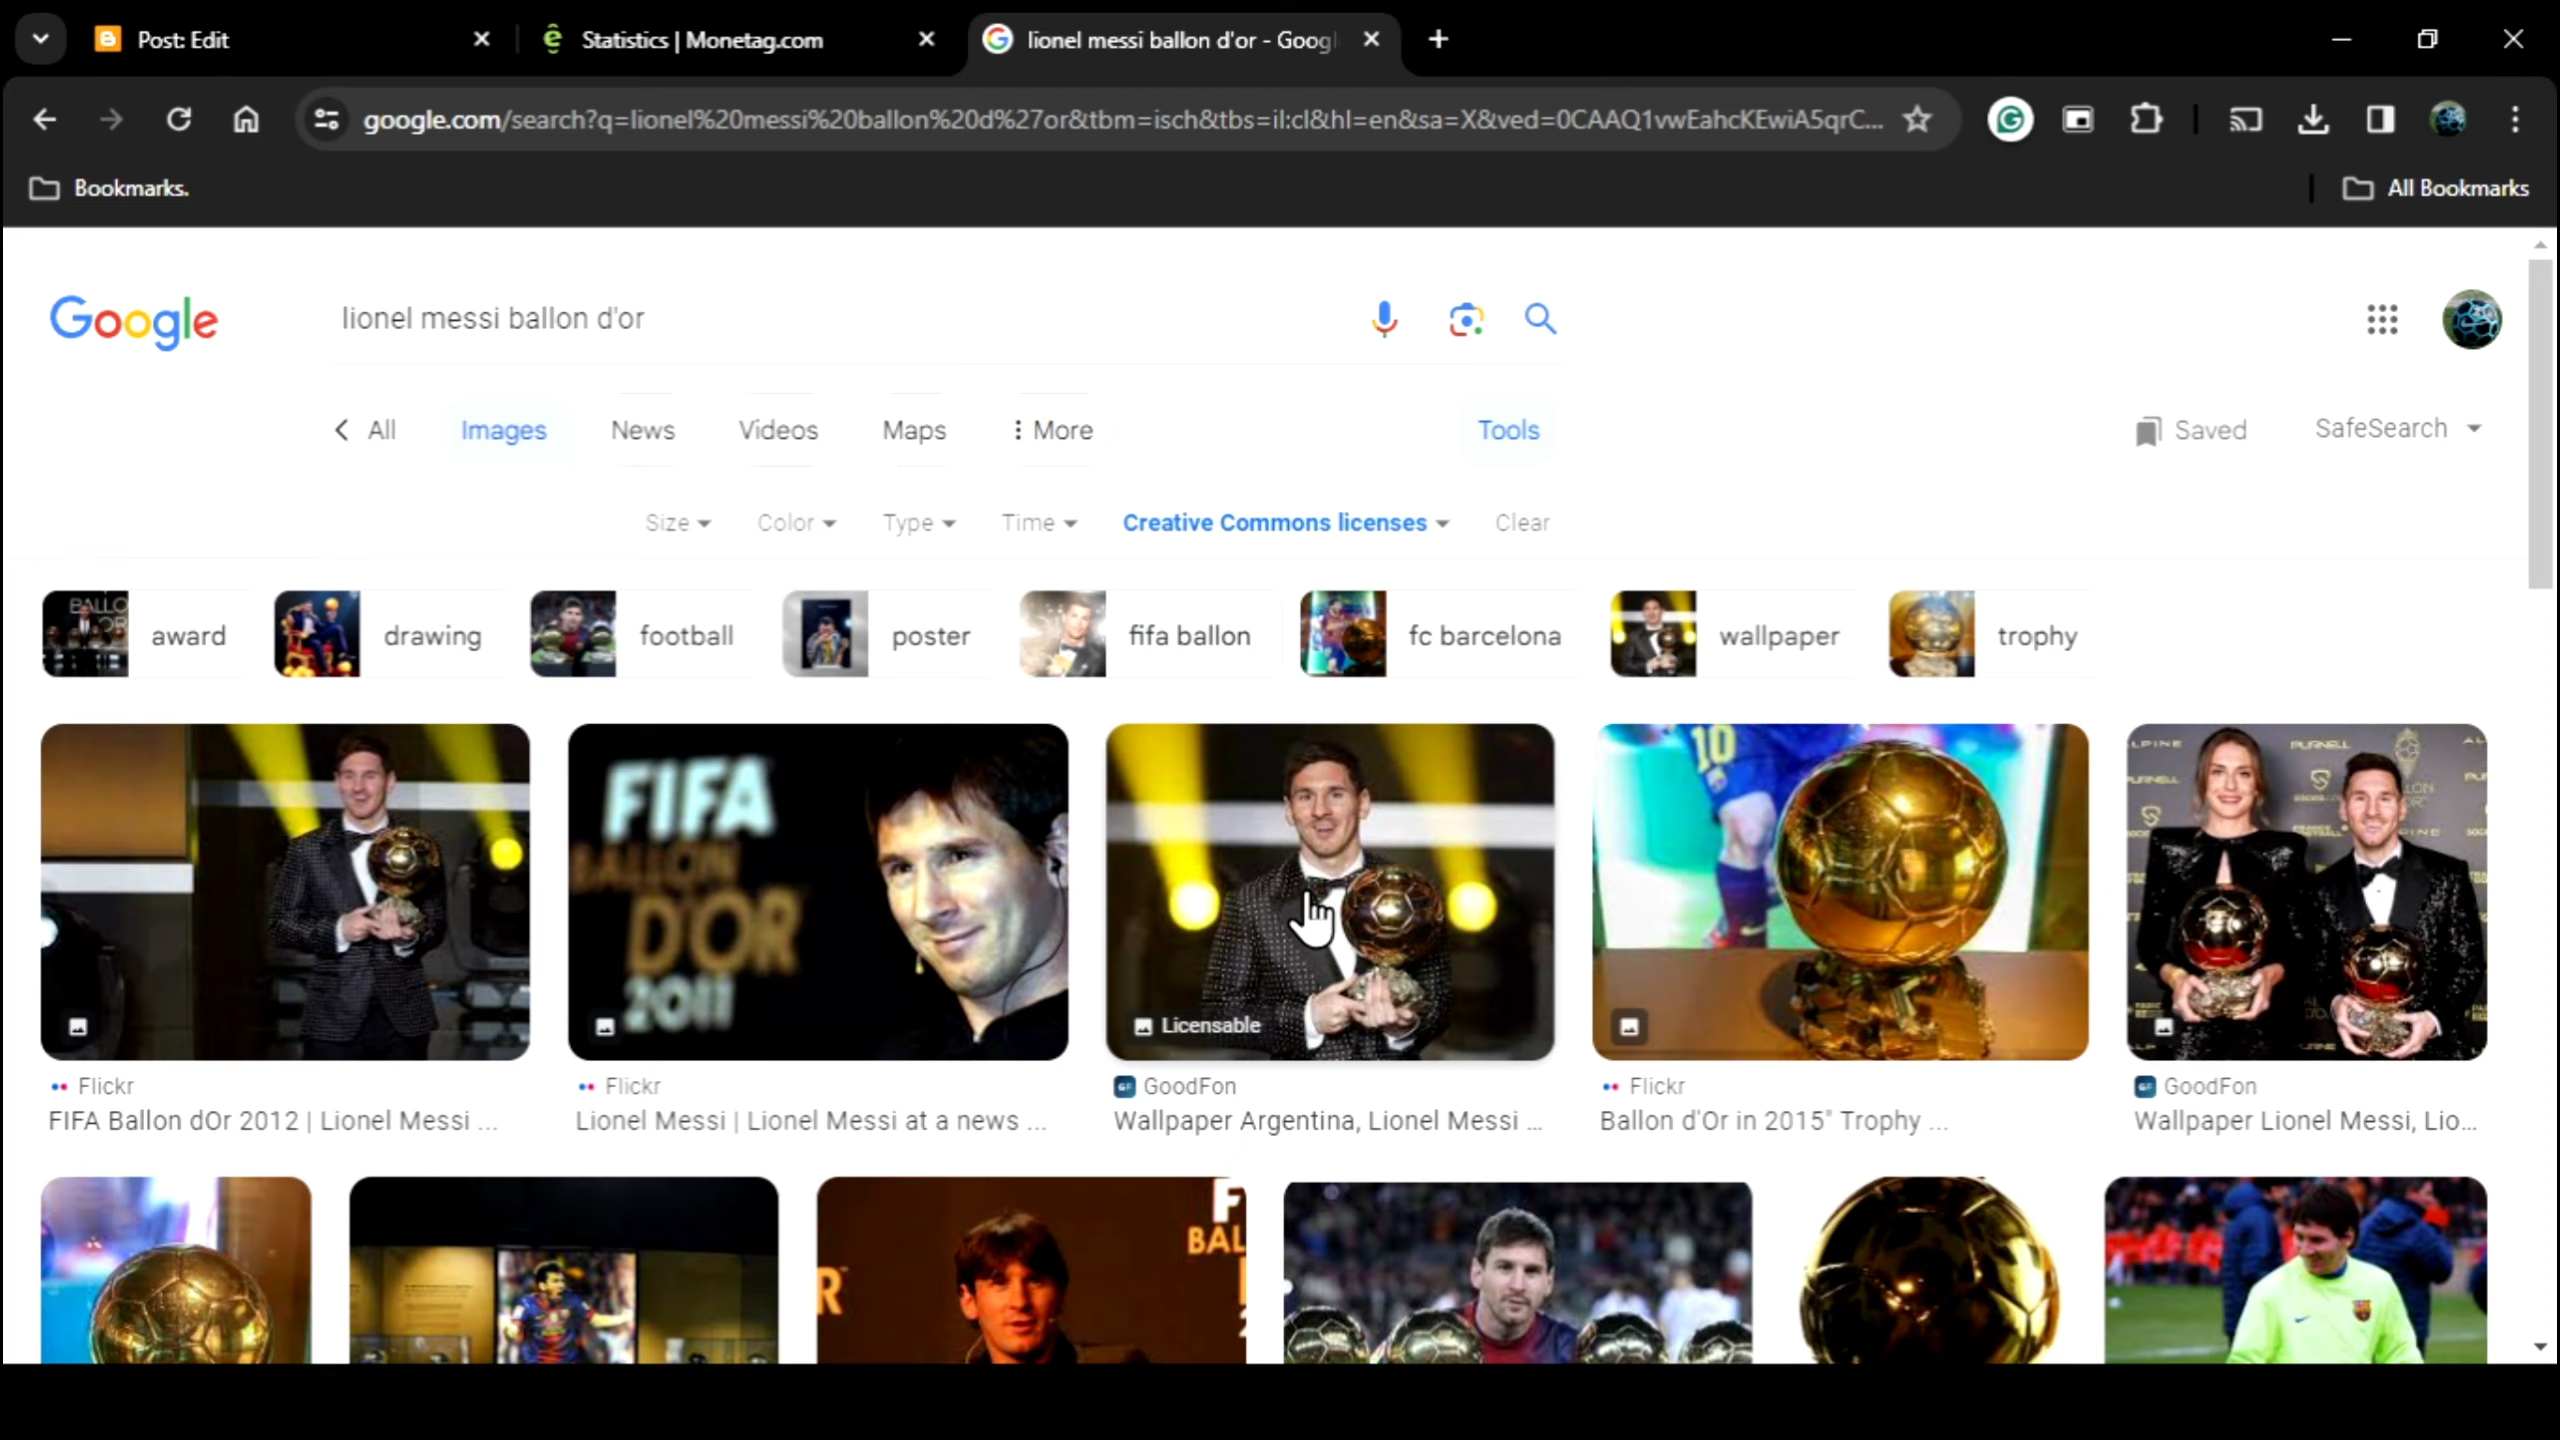 Post: Edit
Statistics | Monetag.com
lionel messi ballon d'or - Goog
google.com/search?q=lionel%20messi%20ballon%20d%27or&tbm=isch&tbs=il:cl&hl=en&sa=X&ved=0CAAQ1vwEahcKEwiA5qrC...
Bookmarks.
All Bookmarks
Google
lionel messi ballon d'or
All
Images
News
Videos
Maps
More
Tools
Saved
SafeSearch
Size
Color
Type
Time
Creative Commons licenses
Clear
award
drawing
football
poster
fifa ballon
fc barcelona
wallpaper
trophy
FIFA
BALLON
D'OR
2011
Licensable
10
PURNELL
Flickr
FIFA Ballon dOr 2012 | Lionel Messi ...
Flickr
Lionel Messi | Lionel Messi at a news ...
GoodFon
Wallpaper Argentina, Lionel Messi ...
Flickr
Ballon d'Or in 2015" Trophy ...
GoodFon
Wallpaper Lionel Messi, Lio...
F
BAL